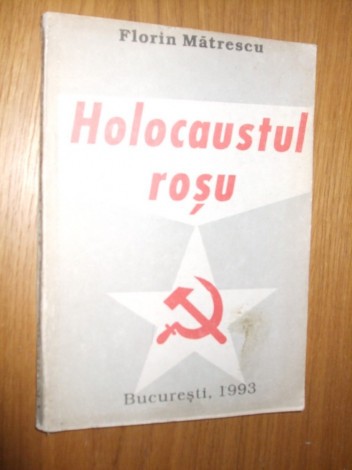 Florin Mătrescu
Holocaustul
roșu
București, 1993